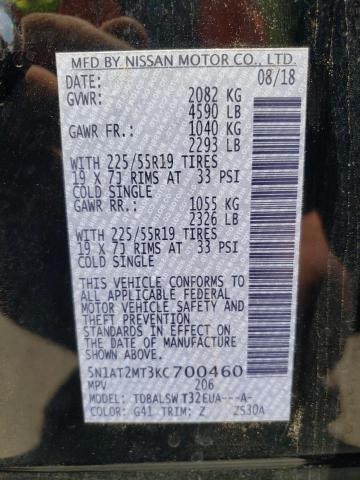 MFD BY NISSAN MOTOR CO., LTD.
DATE: 08/18
GVWR: 2082 KG
4590 LB
GAWR FR.: 1040 KG
2293 LB
WITH 225/55R19 TIRES
19 X 7J RIMS AT 33 PSI
COLD SINGLE
GAWR RR.: 1055 KG
2326 LB
WITH 225/55R19 TIRES
19 X 7J RIMS AT 33 PSI
COLD SINGLE
THIS VEHICLE CONFORMS TO
ALL APPLICABLE FEDERAL
MOTOR VEHICLE SAFETY AND
THEFT PREVENTION
STANDARDS IN EFFECT ON
THE DATE OF MANUFACTURE
SHOWN ABOVE.
5N1AT2MT3KC700460
MPV 206
MODEL: TDBALSW T32EUA---A-
COLOR: G41 TRIM: Z ZS30A